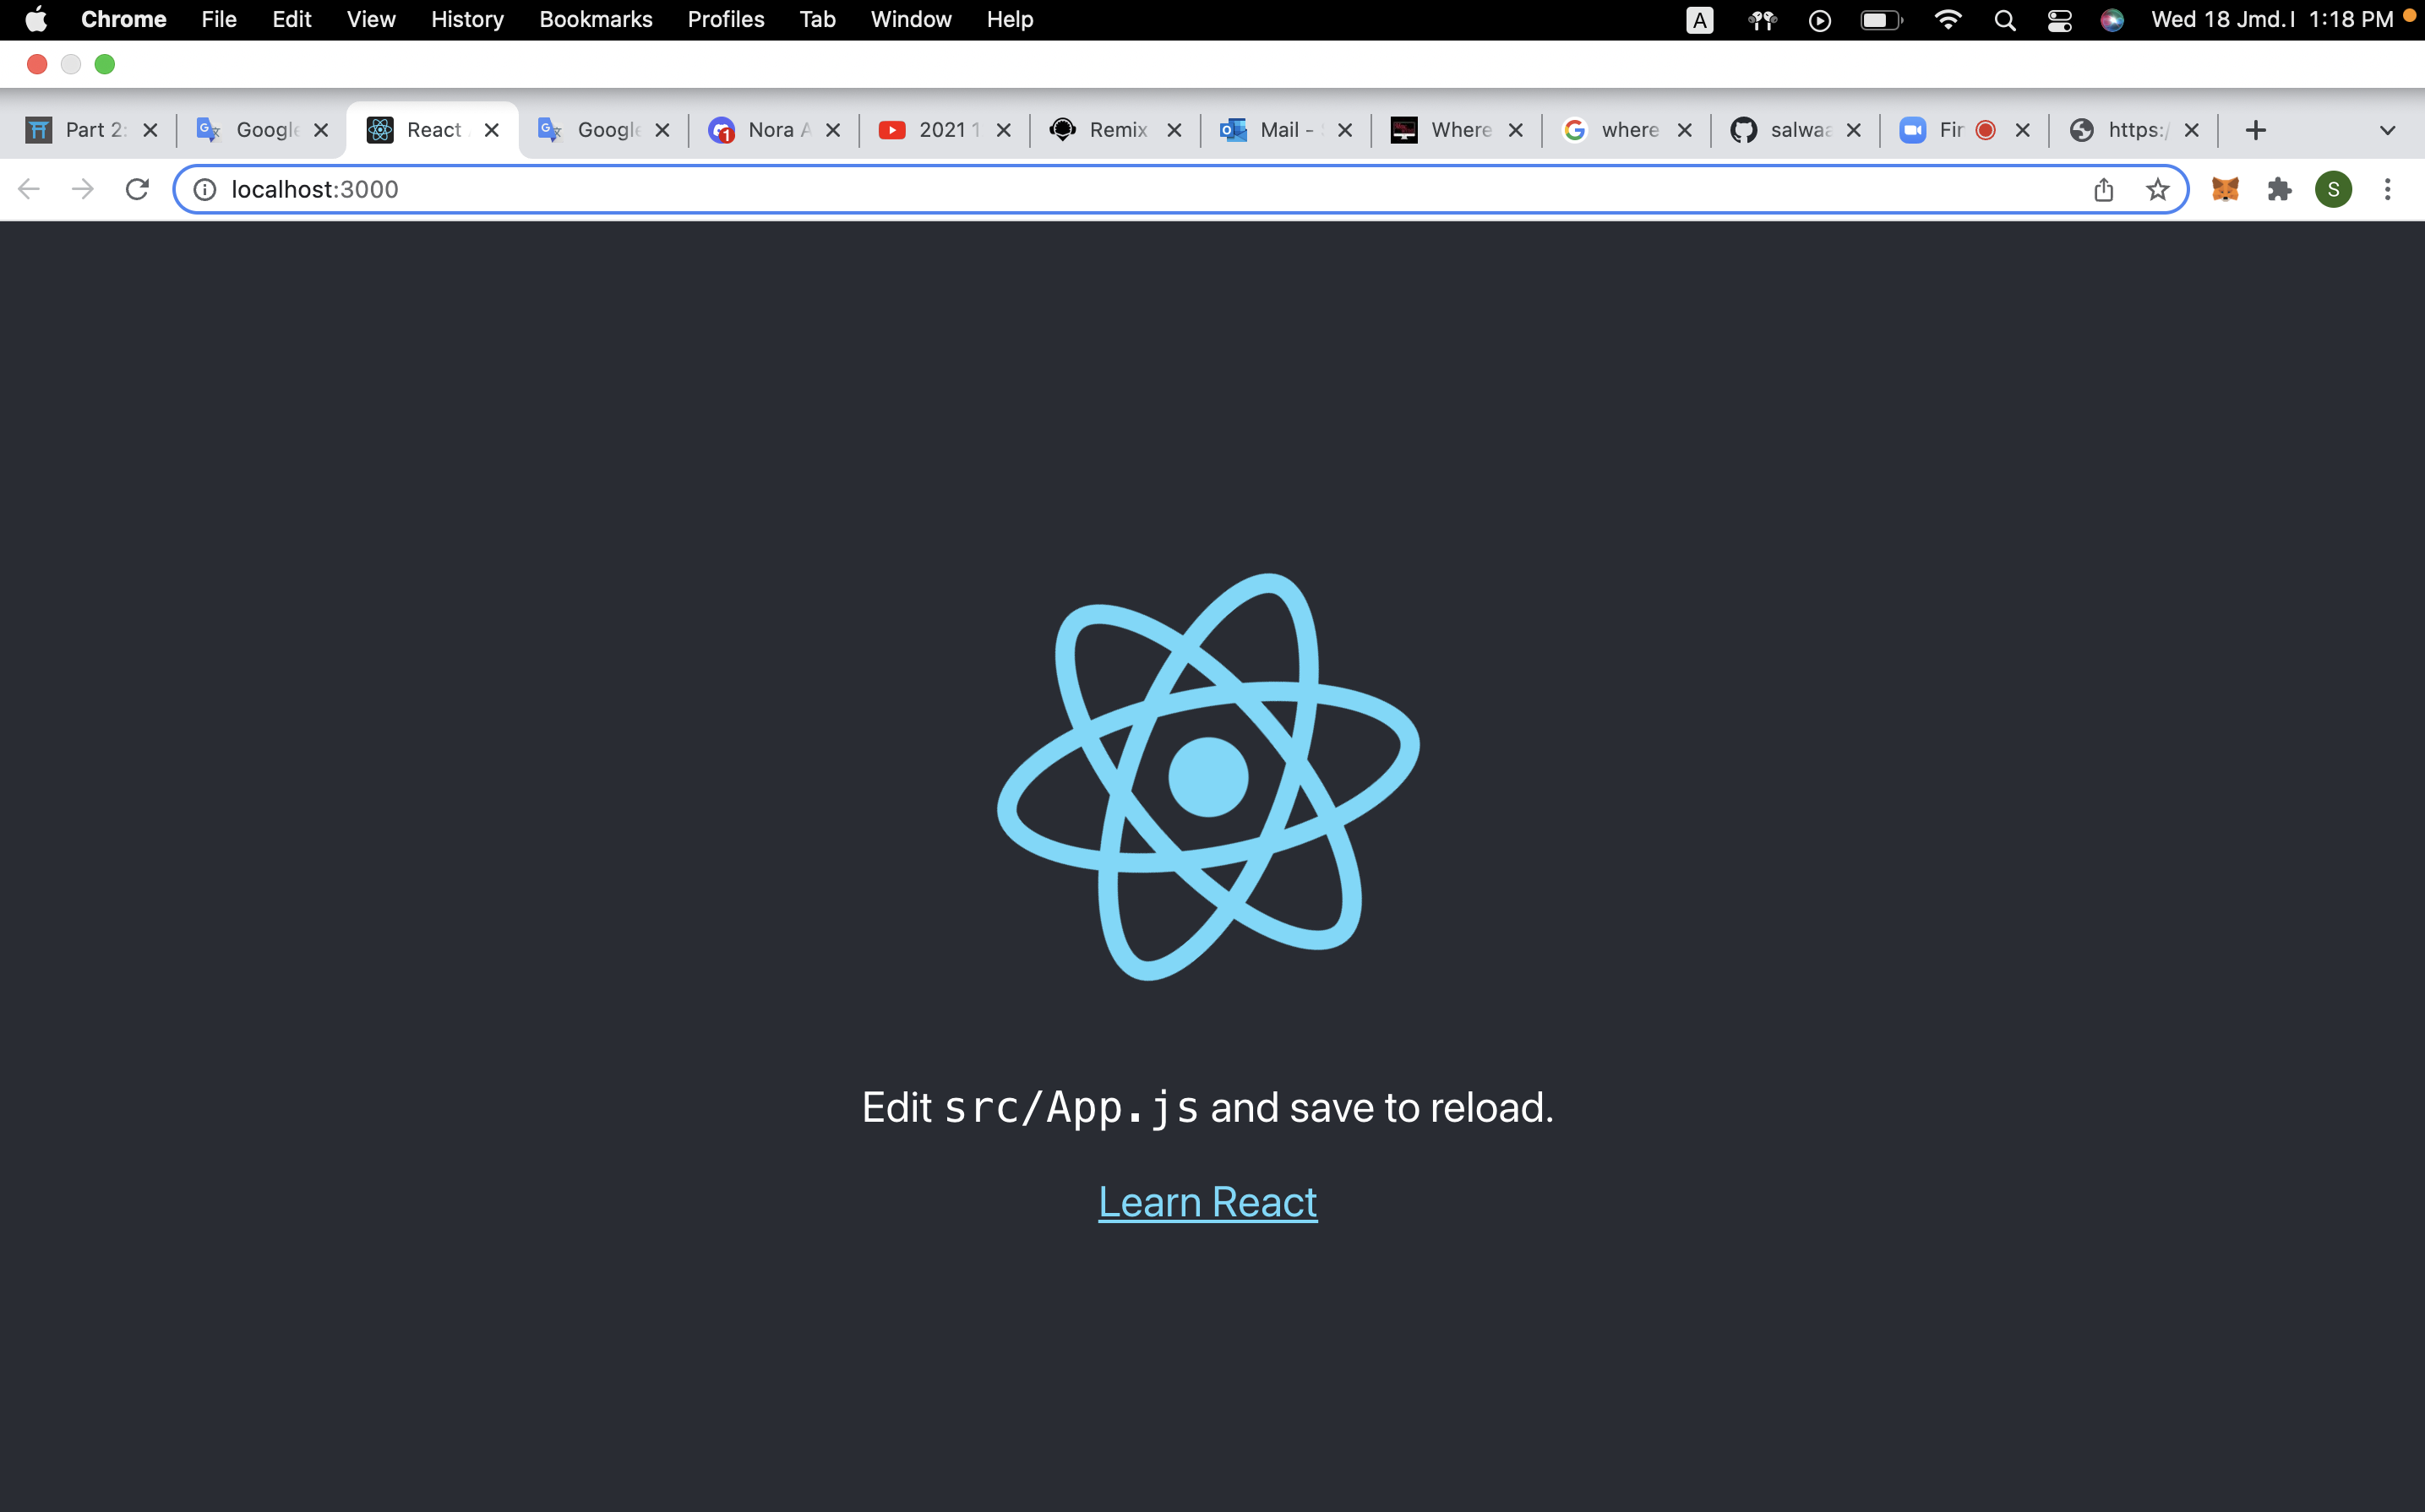 Chrome File Edit View History Bookmarks Profiles Tab Window Help A Wed 18 Jmd.I 1:18 PM
Part 2: Google React Google 1 Nora A 2021 1 Remix Mail - Where where salwaa Fir https:/
localhost:3000 S
Edit src/App.js and save to reload.
Learn React